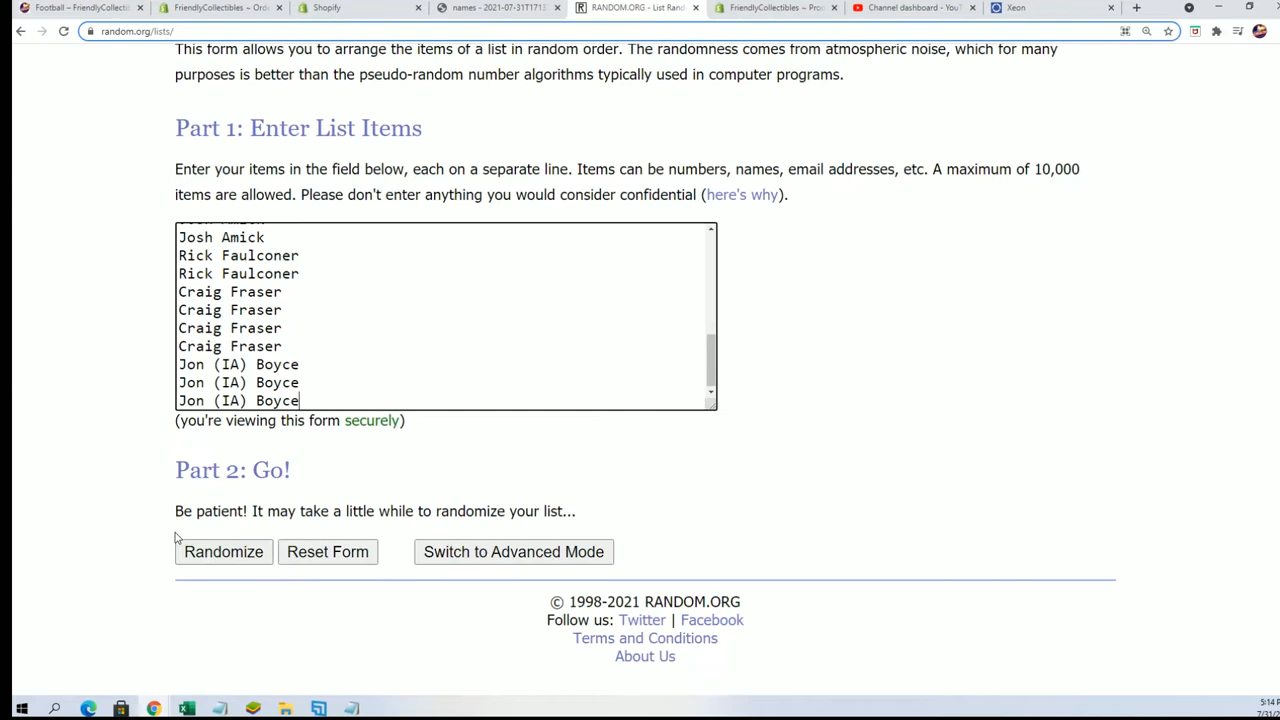 Football ~ FriendlyCollectib
FriendlyCollectibles ~ Orde
Shopify
names - 2021-07-31T1713
RANDOM.ORG - List Rand
FriendlyCollectibles ~ Proc
Channel dashboard - YouT
Xeon
random.org/lists/
This form allows you to arrange the items of a list in random order. The randomness comes from atmospheric noise, which for many
purposes is better than the pseudo-random number algorithms typically used in computer programs.
Part 1: Enter List Items
Enter your items in the field below, each on a separate line. Items can be numbers, names, email addresses, etc. A maximum of 10,000
items are allowed. Please don't enter anything you would consider confidential (here's why).
Josh Amick
Rick Faulconer
Rick Faulconer
Craig Fraser
Craig Fraser
Craig Fraser
Craig Fraser
Jon (IA) Boyce
Jon (IA) Boyce
Jon (IA) Boyce
(you're viewing this form securely)
Part 2: Go!
Be patient! It may take a little while to randomize your list...
Randomize Reset Form Switch to Advanced Mode
© 1998-2021 RANDOM.ORG
Follow us: Twitter | Facebook
Terms and Conditions
About Us
5:14 P
7/31/2